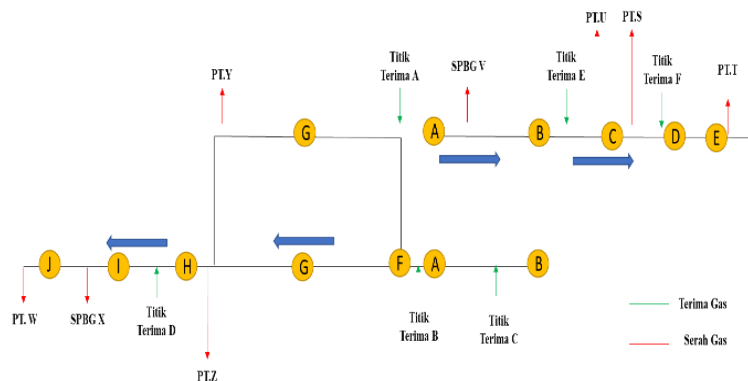 PT.U
PT.S
PT.Y
Titik
Terima A
SPBG V
Titik
Terima E
Titik
Terima F
PT.T
G
A
B
C
D
E
J
I
H
G
F
A
B
PT. W
SPBG X
Titik
Terima D
PT.Z
Titik
Terima B
Titik
Terima C
Terima Gas
Serah Gas